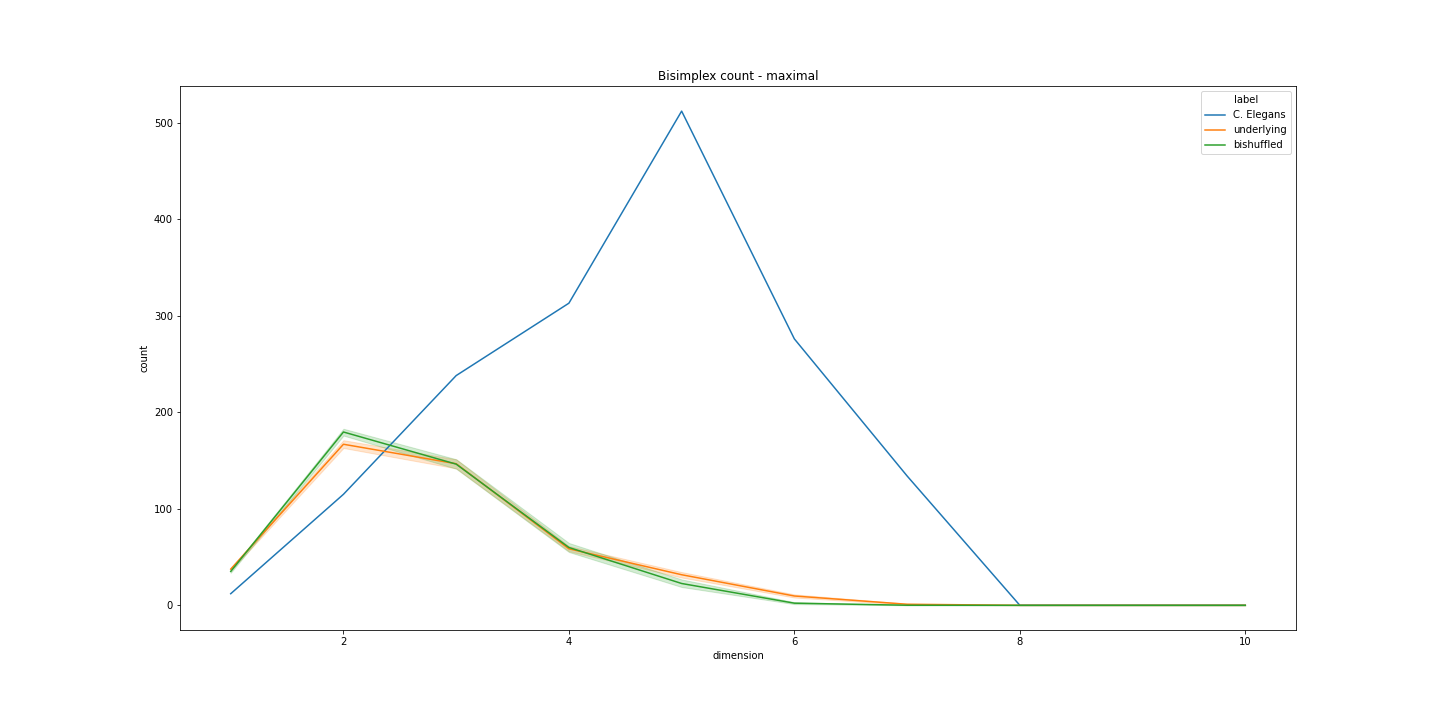 Bisimplex count - maximal
label
C. Elegans
underlying
bishuffled
500
400
300
200
100
0
count
2 4 6 8 10
dimension